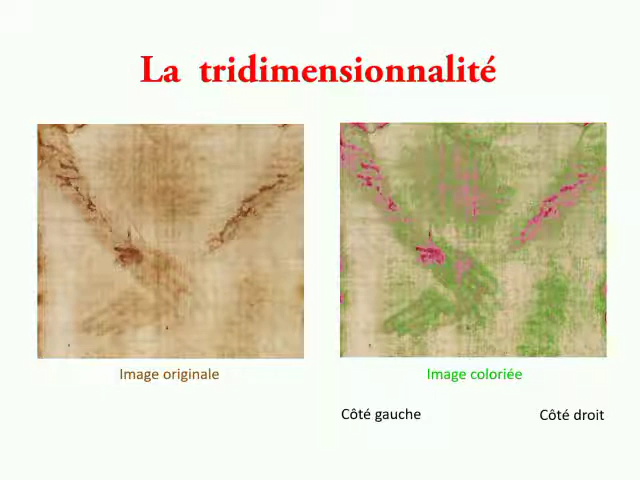 La tridimensionnalité
Image originale
Image coloriée
Côté gauche
Côté droit